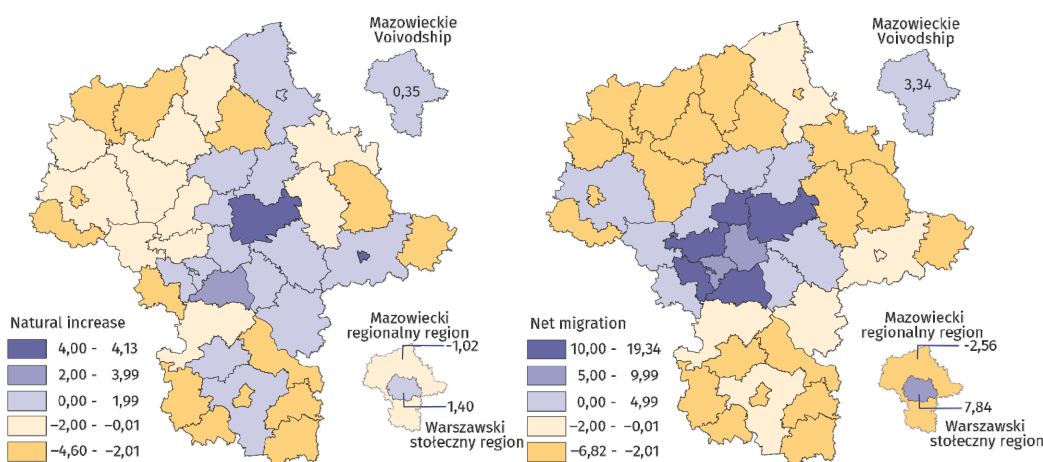 Mazowieckie
Voivodship
0,35
Natural increase
4,00 - 4,13
2,00 - 3,99
0,00 - 1,99
−2,00 - −0,01
−4,60 - −2,01
Mazowiecki
regionalny region
-1,02
1,40
Warszawski
stołeczny region
Mazowieckie
Voivodship
3,34
Net migration
10,00 - 19,34
5,00 - 9,99
0,00 - 4,99
−2,00 - −0,01
−6,82 - −2,01
Mazowiecki
regionalny region
-2,56
7,84
Warszawski
stołeczny region